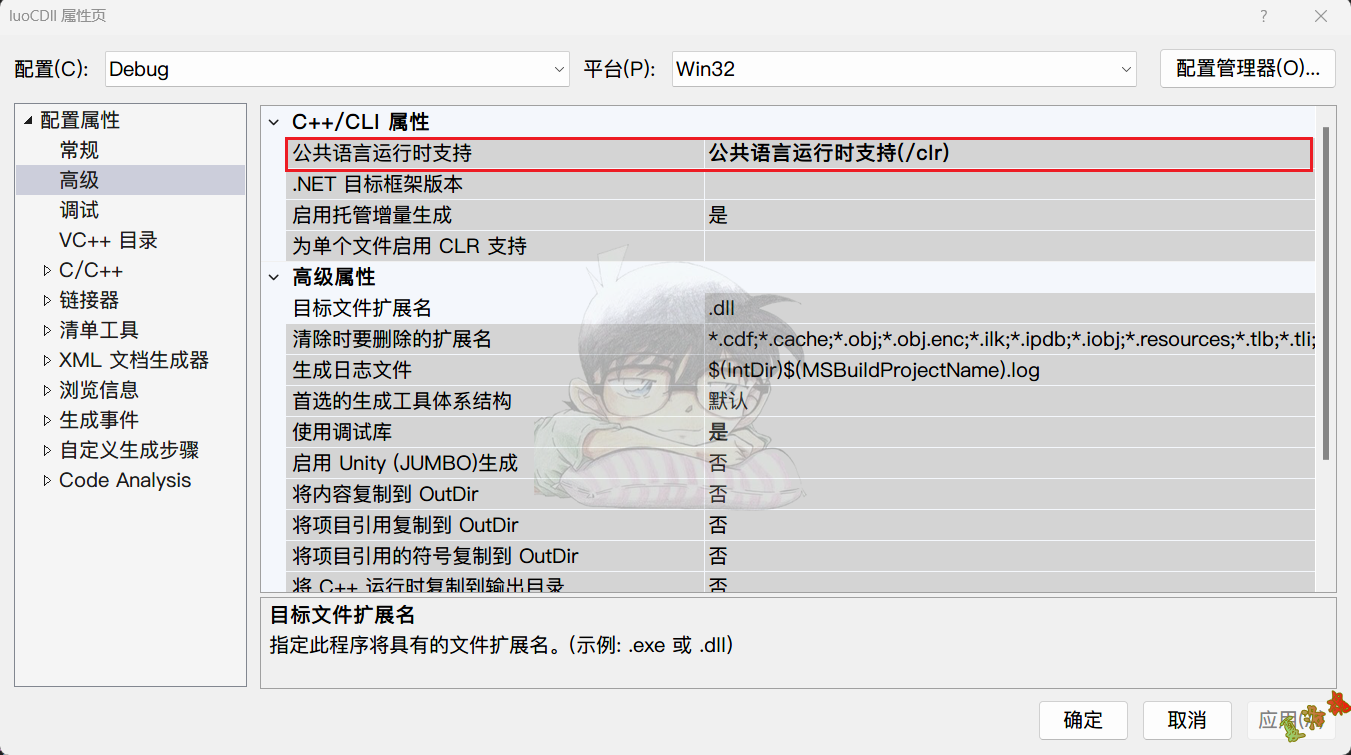 luoCDll 属性页
配置(C): Debug 平台(P): Win32 配置管理器(O)...
配置属性
常规
高级
调试
VC++ 目录
C/C++
链接器
清单工具
XML 文档生成器
浏览信息
生成事件
自定义生成步骤
Code Analysis
C++/CLI 属性
公共语言运行时支持 公共语言运行时支持(/clr)
.NET 目标框架版本
启用托管增量生成 是
为单个文件启用 CLR 支持
高级属性
目标文件扩展名 .dll
清除时要删除的扩展名 *.cdf;*.cache;*.obj;*.obj.enc;*.ilk;*.ipdb;*.iobj;*.resources;*.tlb;*.tli;
生成日志文件 $(IntDir)$(MSBuildProjectName).log
首选的生成工具体系结构 默认
使用调试库 是
启用 Unity (JUMBO)生成 否
将内容复制到 OutDir 否
将项目引用复制到 OutDir 否
将项目引用的符号复制到 OutDir 否
将 C++ 运行时复制到输出目录 否
目标文件扩展名
指定此程序将具有的文件扩展名。(示例: .exe 或 .dll)
确定 取消 应用